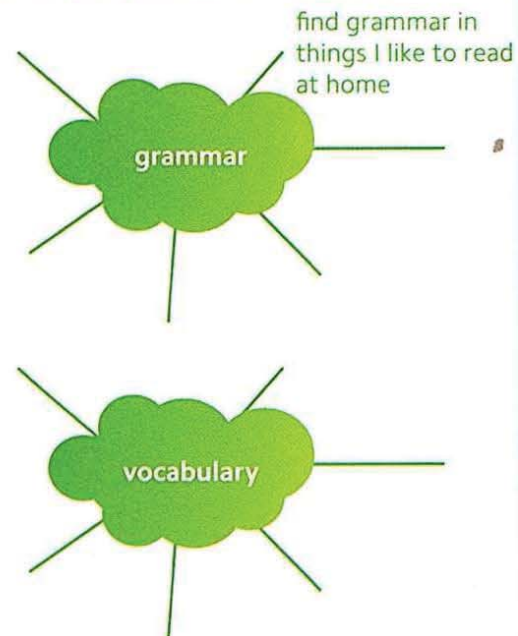 find grammar in
things I like to read
at home
grammar
vocabulary